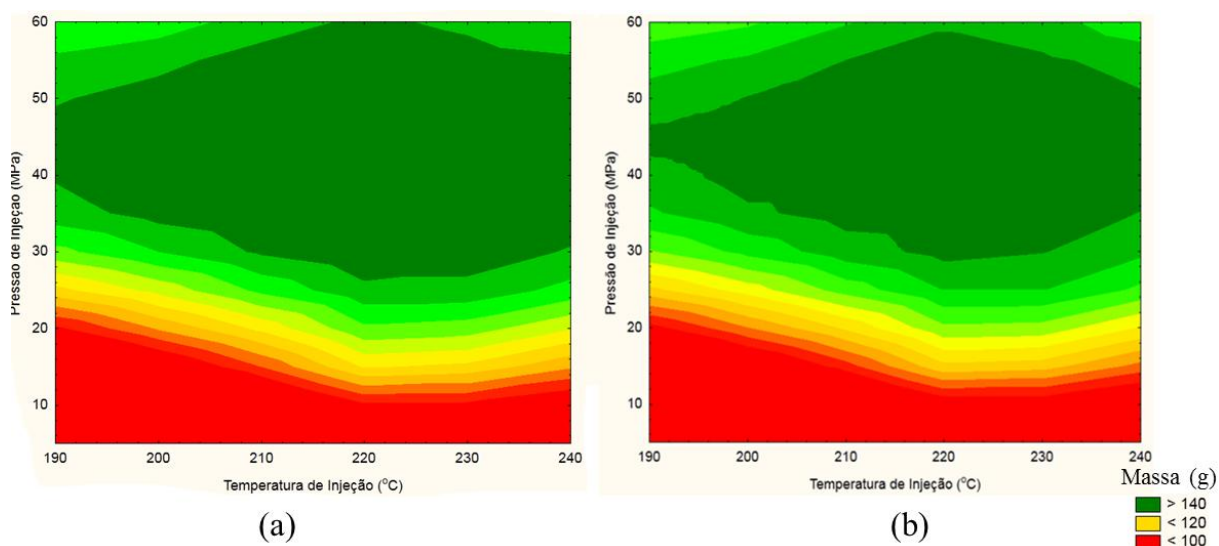 60
50
40
30
20
10
Pressão de Injeção (MPa)
190 200 210 220 230 240
Temperatura de Injeção (°C)
(a)
60
50
40
30
20
10
Pressão de Injeção (MPa)
190 200 210 220 230 240
Temperatura de Injeção (°C)
(b)
Massa (g)
> 140
< 120
< 100